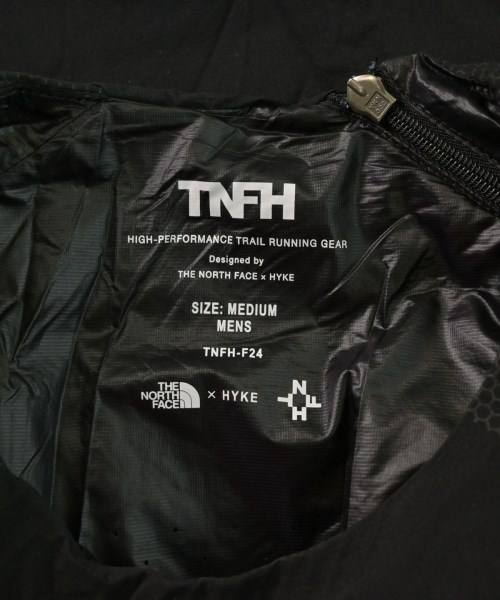 TNFH
HIGH-PERFORMANCE TRAIL RUNNING GEAR
Designed by
THE NORTH FACE × HYKE
SIZE: MEDIUM
MENS
TNFH-F24
THE NORTH FACE × HYKE
N
F
H